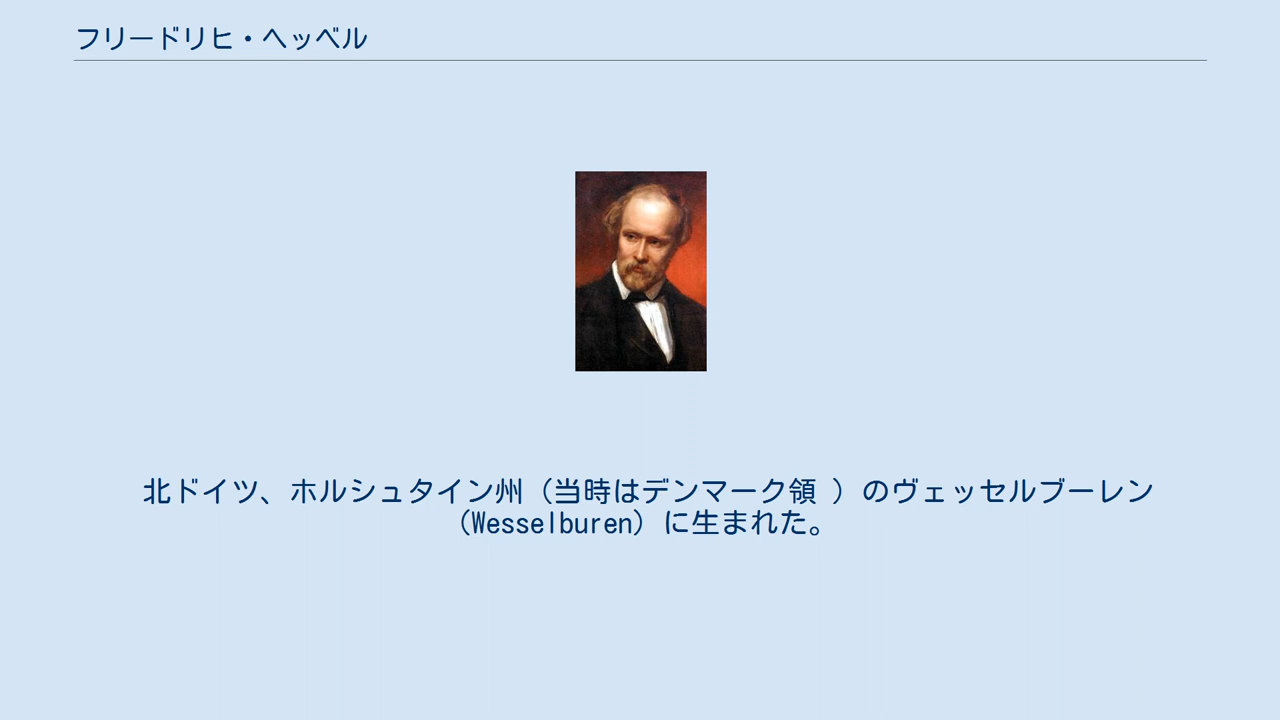 フリードリヒ・ヘッベル
北ドイツ、ホルシュタイン州（当時はデンマーク領 ）のヴェッセルブーレン
（Wesselburen）に生まれた。